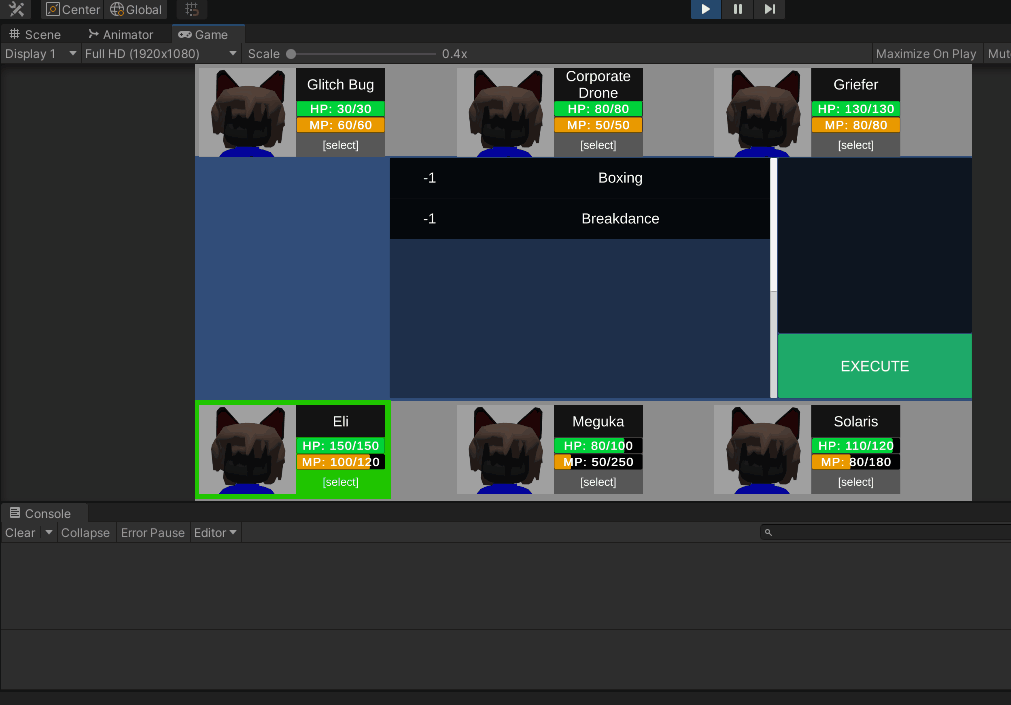 Center Global
Scene Animator Game
Display 1 Full HD (1920x1080) Scale 0.4x Maximize On Play Mut
Glitch Bug
HP: 30/30
MP: 60/60
[select]
Corporate
Drone
HP: 80/80
MP: 50/50
[select]
Griefer
HP: 130/130
MP: 80/80
[select]
-1 Boxing
-1 Breakdance
EXECUTE
Eli
HP: 150/150
MP: 100/120
[select]
Meguka
HP: 80/100
MP: 50/250
[select]
Solaris
HP: 110/120
MP: 80/180
[select]
Console
Clear Collapse Error Pause Editor